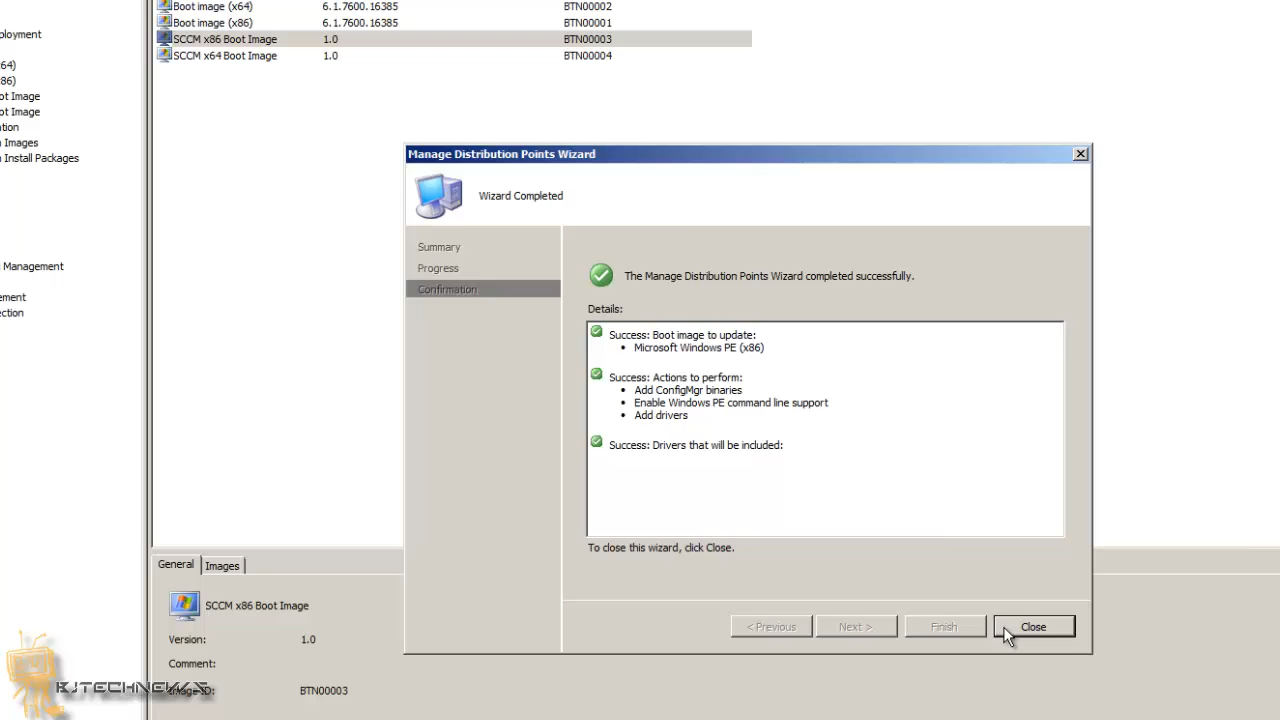 Boot image (x64) 6.1.7600.16385 BTN00002
Boot image (x86) 6.1.7600.16385 BTN00001
SCCM x86 Boot Image 1.0 BTN00003
SCCM x64 Boot Image 1.0 BTN00004
ployment
64)
86)
ot Image
ot Image
tion
n Images
n Install Packages
l Management
ement
ection
Manage Distribution Points Wizard
Wizard Completed
Summary
Progress
Confirmation
The Manage Distribution Points Wizard completed successfully.
Details:
Success: Boot image to update:
• Microsoft Windows PE (x86)
Success: Actions to perform:
• Add ConfigMgr binaries
• Enable Windows PE command line support
• Add drivers
Success: Drivers that will be included:
To close this wizard, click Close.
< Previous Next > Finish Close
General Images
SCCM x86 Boot Image
Version: 1.0
Comment:
Image ID: BTN00003
BJTECHNEWS